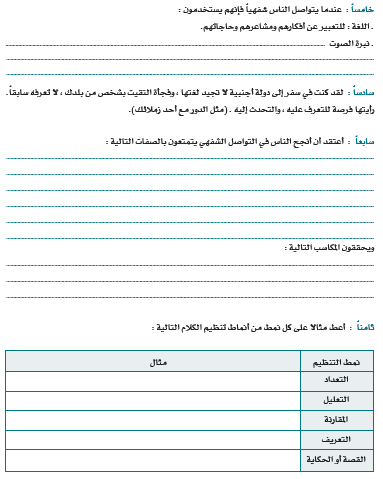 خامساً : عندما يتواصل الناس شفهياً فإنهم يستخدمون :
. اللغة : للتعبير عن أفكارهم ومشاعرهم وحاجاتهم.
. نبرة الصوت
سادساً : لقد كنت في سفر إلى دولة أجنبية لا تجيد لغتها ، وفجأة التقيت بشخص من بلدك ، لا تعرفه سابقاً.
رأيتها فرصة للتعرف عليه ، والتحدث إليه . (مثل الدور مع أحد زملائك).
سابعاً : أعتقد أن أنجح الناس في التواصل الشفهي يتمتعون بالصفات التالية :
ويحققون المكاسب التالية :
ثامناً : أعط مثالا على كل نمط من أنماط تنظيم الكلام التالية :
نمط التنظيم مثال
التعداد
التعليل
المقارنة
التعريف
القصة أو الحكاية